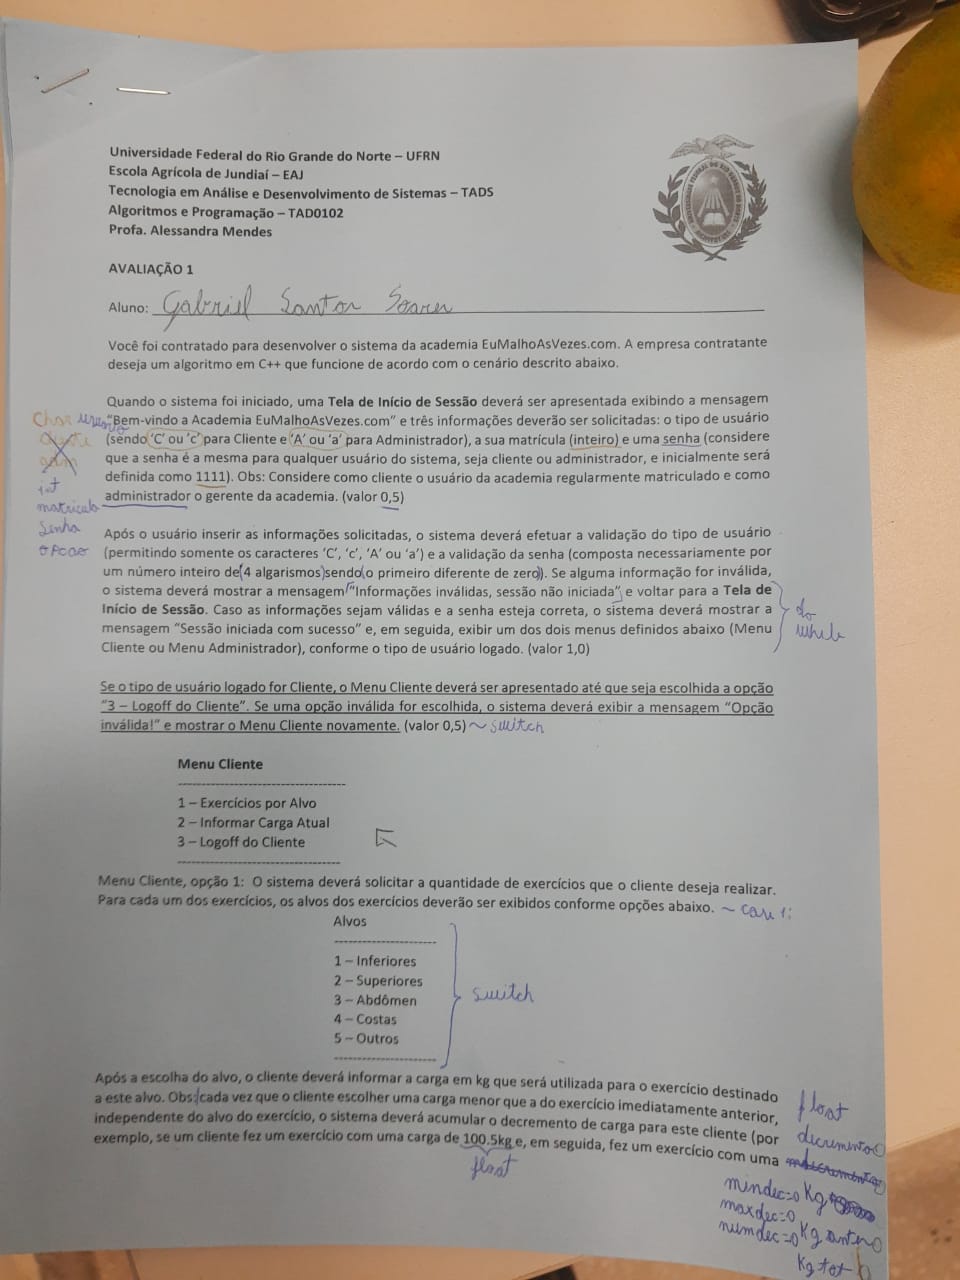 Universidade Federal do Rio Grande do Norte – UFRN
Escola Agrícola de Jundiaí – EAJ
Tecnologia em Análise e Desenvolvimento de Sistemas – TADS
Algoritmos e Programação – TAD0102
Profa. Alessandra Mendes
AVALIAÇÃO 1
Aluno: Gabriel Santos Soares
Você foi contratado para desenvolver o sistema da academia EuMalhoAsVezes.com. A empresa contratante
deseja um algoritmo em C++ que funcione de acordo com o cenário descrito abaixo.
Quando o sistema foi iniciado, uma Tela de Início de Sessão deverá ser apresentada exibindo a mensagem
"Bem-vindo a Academia EuMalhoAsVezes.com" e três informações deverão ser solicitadas: o tipo de usuário
(sendo 'C' ou 'c' para Cliente e 'A' ou 'a' para Administrador), a sua matrícula (inteiro) e uma senha (considere
que a senha é a mesma para qualquer usuário do sistema, seja cliente ou administrador, e inicialmente será
definida como 1111). Obs: Considere como cliente o usuário da academia regularmente matriculado e como
administrador o gerente da academia. (valor 0,5)
Char
int
matricula
Senha
Após o usuário inserir as informações solicitadas, o sistema deverá efetuar a validação do tipo de usuário
(permitindo somente os caracteres 'C', 'c', 'A' ou 'a') e a validação da senha (composta necessariamente por
um número inteiro de 4 algarismos sendo o primeiro diferente de zero). Se alguma informação for inválida,
o sistema deverá mostrar a mensagem "Informações inválidas, sessão não iniciada" e voltar para a Tela de
Início de Sessão. Caso as informações sejam válidas e a senha esteja correta, o sistema deverá mostrar a
mensagem "Sessão iniciada com sucesso" e, em seguida, exibir um dos dois menus definidos abaixo (Menu
Cliente ou Menu Administrador), conforme o tipo de usuário logado. (valor 1,0)
do
while
Se o tipo de usuário logado for Cliente, o Menu Cliente deverá ser apresentado até que seja escolhida a opção
"3 – Logoff do Cliente". Se uma opção inválida for escolhida, o sistema deverá exibir a mensagem "Opção
inválida!" e mostrar o Menu Cliente novamente. (valor 0,5) ~ switch
Menu Cliente
-----------------------------------
1 – Exercícios por Alvo
2 – Informar Carga Atual
3 – Logoff do Cliente
-----------------------------------
Menu Cliente, opção 1: O sistema deverá solicitar a quantidade de exercícios que o cliente deseja realizar.
Para cada um dos exercícios, os alvos dos exercícios deverão ser exibidos conforme opções abaixo. ~ case 1:
Alvos
----------------------
1 – Inferiores
2 – Superiores
3 – Abdômen
4 – Costas
5 – Outros
----------------------
switch
Após a escolha do alvo, o cliente deverá informar a carga em kg que será utilizada para o exercício destinado
a este alvo. Obs: cada vez que o cliente escolher uma carga menor que a do exercício imediatamente anterior,
independente do alvo do exercício, o sistema deverá acumular o decremento de carga para este cliente (por
exemplo, se um cliente fez um exercício com uma carga de 100.5kg e, em seguida, fez um exercício com uma
float
float
decremento
mindec=0 Kg
maxdec=0
numdec=0 Kg anter
Kg tot